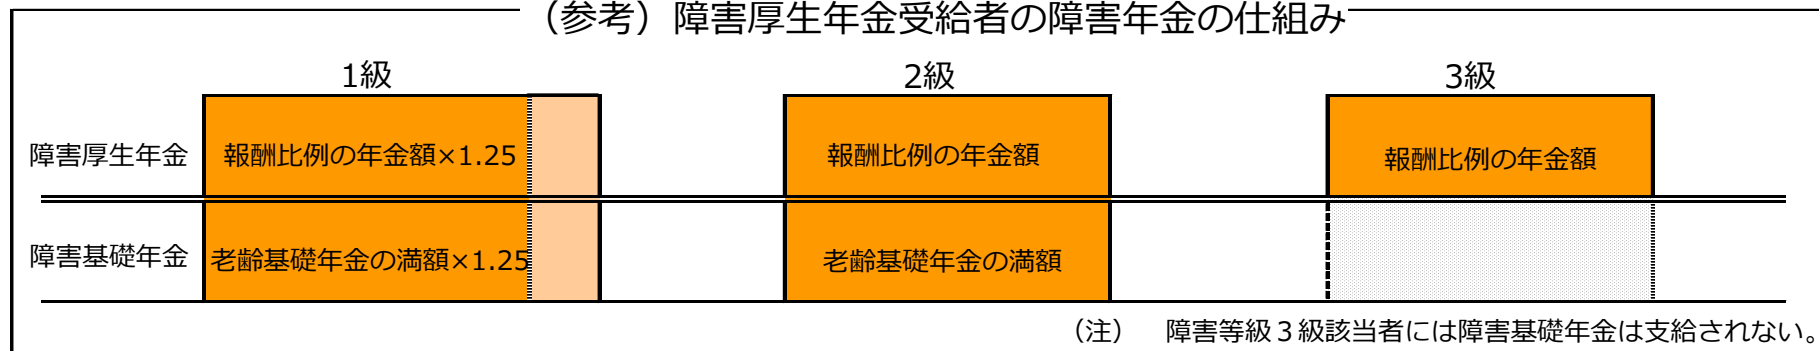 （参考）障害厚生年金受給者の障害年金の仕組み
1級
2級
3級
障害厚生年金
報酬比例の年金額×1.25
報酬比例の年金額
報酬比例の年金額
障害基礎年金
老齢基礎年金の満額×1.25
老齢基礎年金の満額
（注）　障害等級３級該当者には障害基礎年金は支給されない。